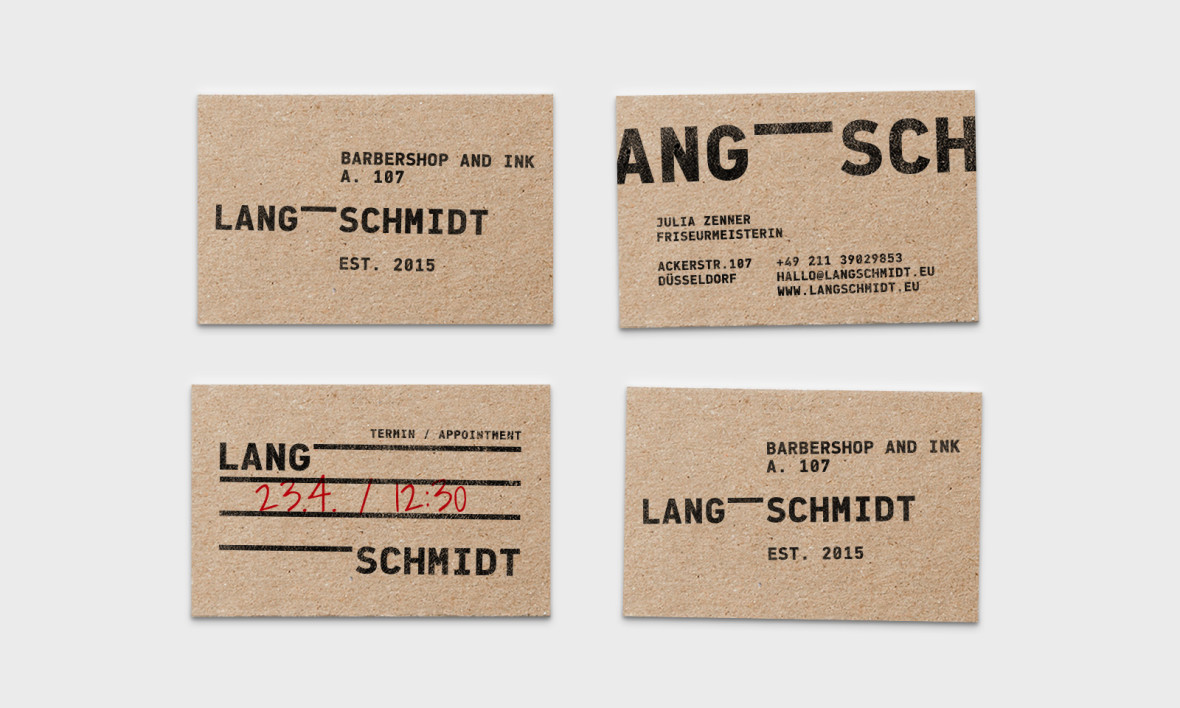 BARBERSHOP AND INK
A. 107
LANG—SCHMIDT
EST. 2015
ANG—SCH
JULIA ZENNER
FRISEURMEISTERIN
ACKERSTR.107
DÜSSELDORF
+49 211 39029853
HALLO@LANGSCHMIDT.EU
WWW.LANGSCHMIDT.EU
TERMIN / APPOINTMENT
LANG
23.4. / 12:30
SCHMIDT
BARBERSHOP AND INK
A. 107
LANG—SCHMIDT
EST. 2015